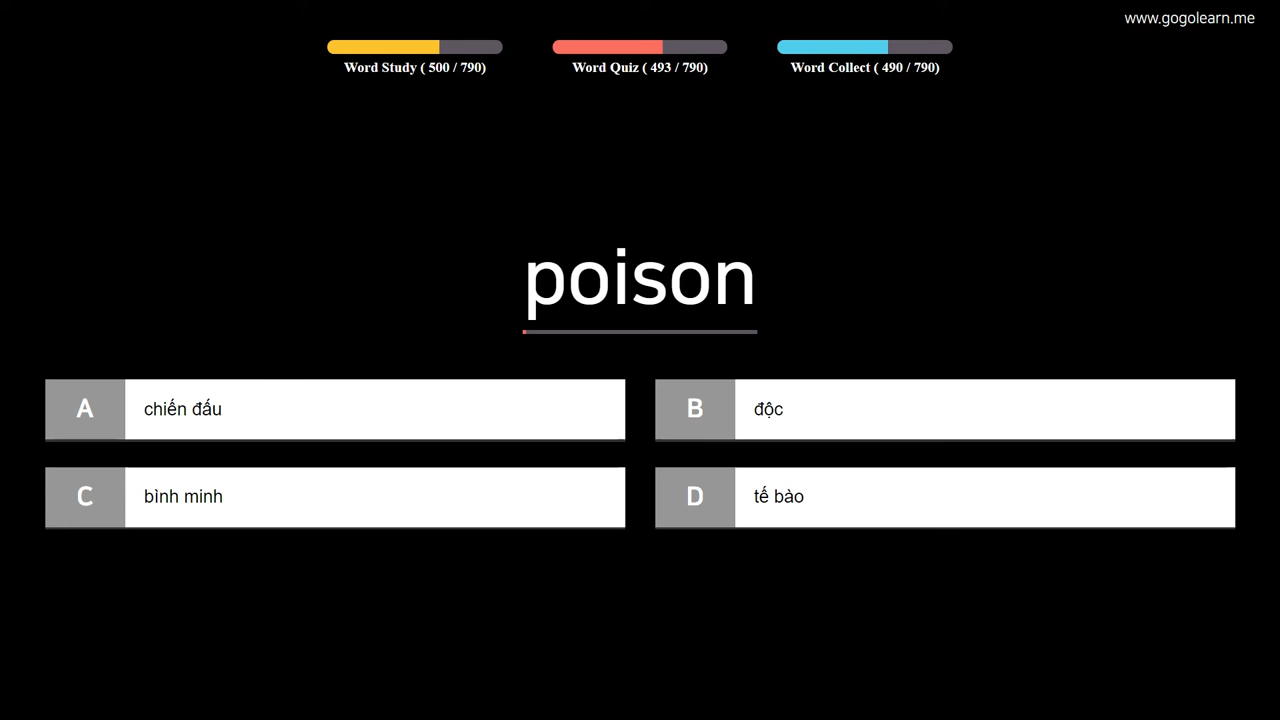 www.gogolearn.me
Word Study ( 500 / 790)
Word Quiz ( 493 / 790)
Word Collect ( 490 / 790)
poison
A chiến đấu
B độc
C bình minh
D tế bào